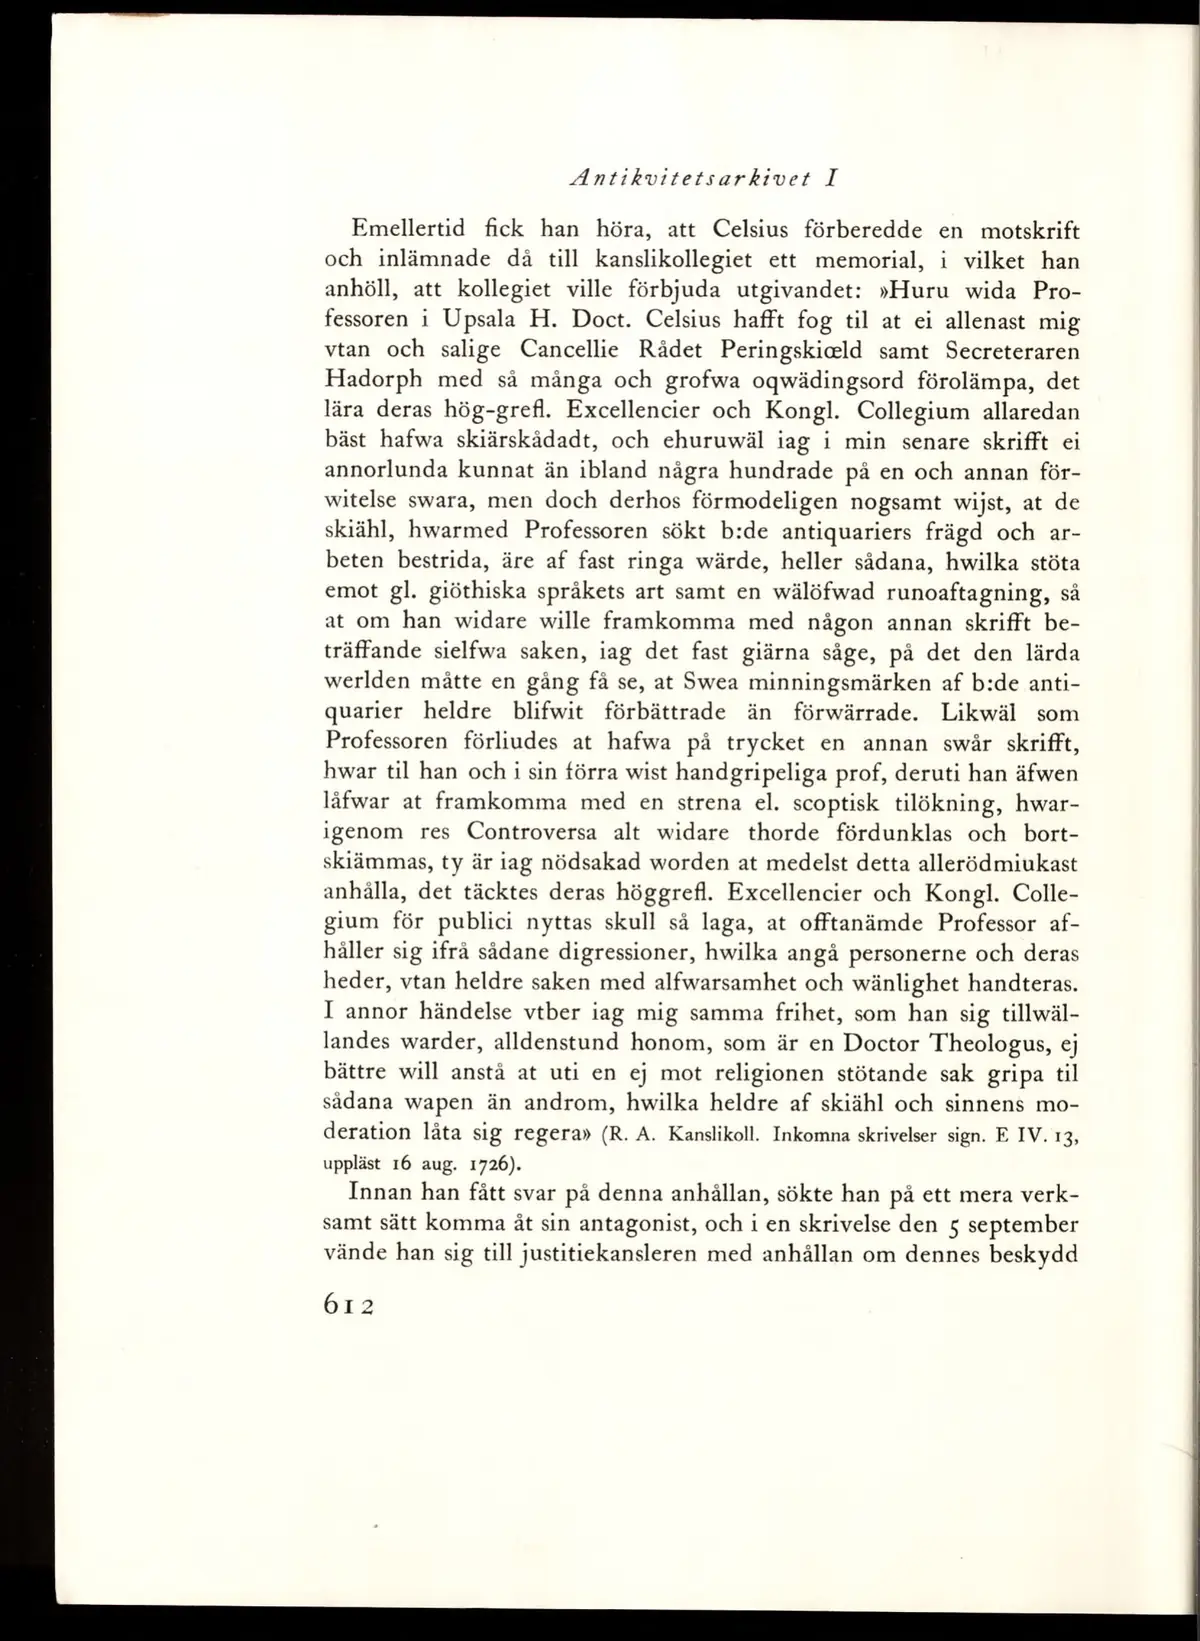 Antikvitetsarkivet I
Emellertid fick han höra, att Celsius förberedde en motskrift
och inlämnade då till kanslikollegiet ett memorial, i vilket han
anhöll, att kollegiet ville förbjuda utgivandet: »Huru wida Pro-
fessoren i Upsala H. Doct. Celsius hafft fog til at ei allenast mig
vtan och salige Cancellie Rådet Peringskiœld samt Secreteraren
Hadorph med så många och grofwa oqwädingsord förolämpa, det
lära deras hög-grefl. Excellencier och Kongl. Collegium allaredan
bäst hafwa skiärskådadt, och ehuruwäl iag i min senare skrifft ei
annorlunda kunnat än ibland några hundrade på en och annan för-
witelse swara, men doch derhos förmodeligen nogsamt wijst, at de
skiähl, hwarmed Professoren sökt b:de antiquariers frägd och ar-
beten bestrida, äre af fast ringa wärde, heller sådana, hwilka stöta
emot gl. giöthiska språkets art samt en wälöfwad runoaftagning, så
at om han widare wille framkomma med någon annan skrifft be-
träffande sielfwa saken, iag det fast giärna såge, på det den lärda
werlden måtte en gång få se, at Swea minningsmärken af b:de anti-
quarier heldre blifwit förbättrade än förwärrade. Likwäl som
Professoren förliudes at hafwa på trycket en annan swår skrifft,
hwar til han och i sin förra wist handgripeliga prof, deruti han äfwen
låfwar at framkomma med en strena el. scoptisk tilökning, hwar-
igenom res Controversa alt widare thorde fördunklas och bort-
skiämmas, ty är iag nödsakad worden at medelst detta allerödmiukast
anhålla, det täcktes deras höggrefl. Excellencier och Kongl. Colle-
gium för publici nyttas skull så laga, at offtanämde Professor af-
håller sig ifrå sådane digressioner, hwilka angå personerne och deras
heder, vtan heldre saken med alfwarsamhet och wänlighet handteras.
I annor händelse vtber iag mig samma frihet, som han sig tillwäl-
landes warder, alldenstund honom, som är en Doctor Theologus, ej
bättre will anstå at uti en ej mot religionen stötande sak gripa til
sådana wapen än androm, hwilka heldre af skiähl och sinnens mo-
deration låta sig regera» (R. A. Kanslikoll. Inkomna skrivelser sign. E IV. 13,
uppläst 16 aug. 1726).
Innan han fått svar på denna anhållan, sökte han på ett mera verk-
samt sätt komma åt sin antagonist, och i en skrivelse den 5 september
vände han sig till justitiekansleren med anhållan om dennes beskydd
612